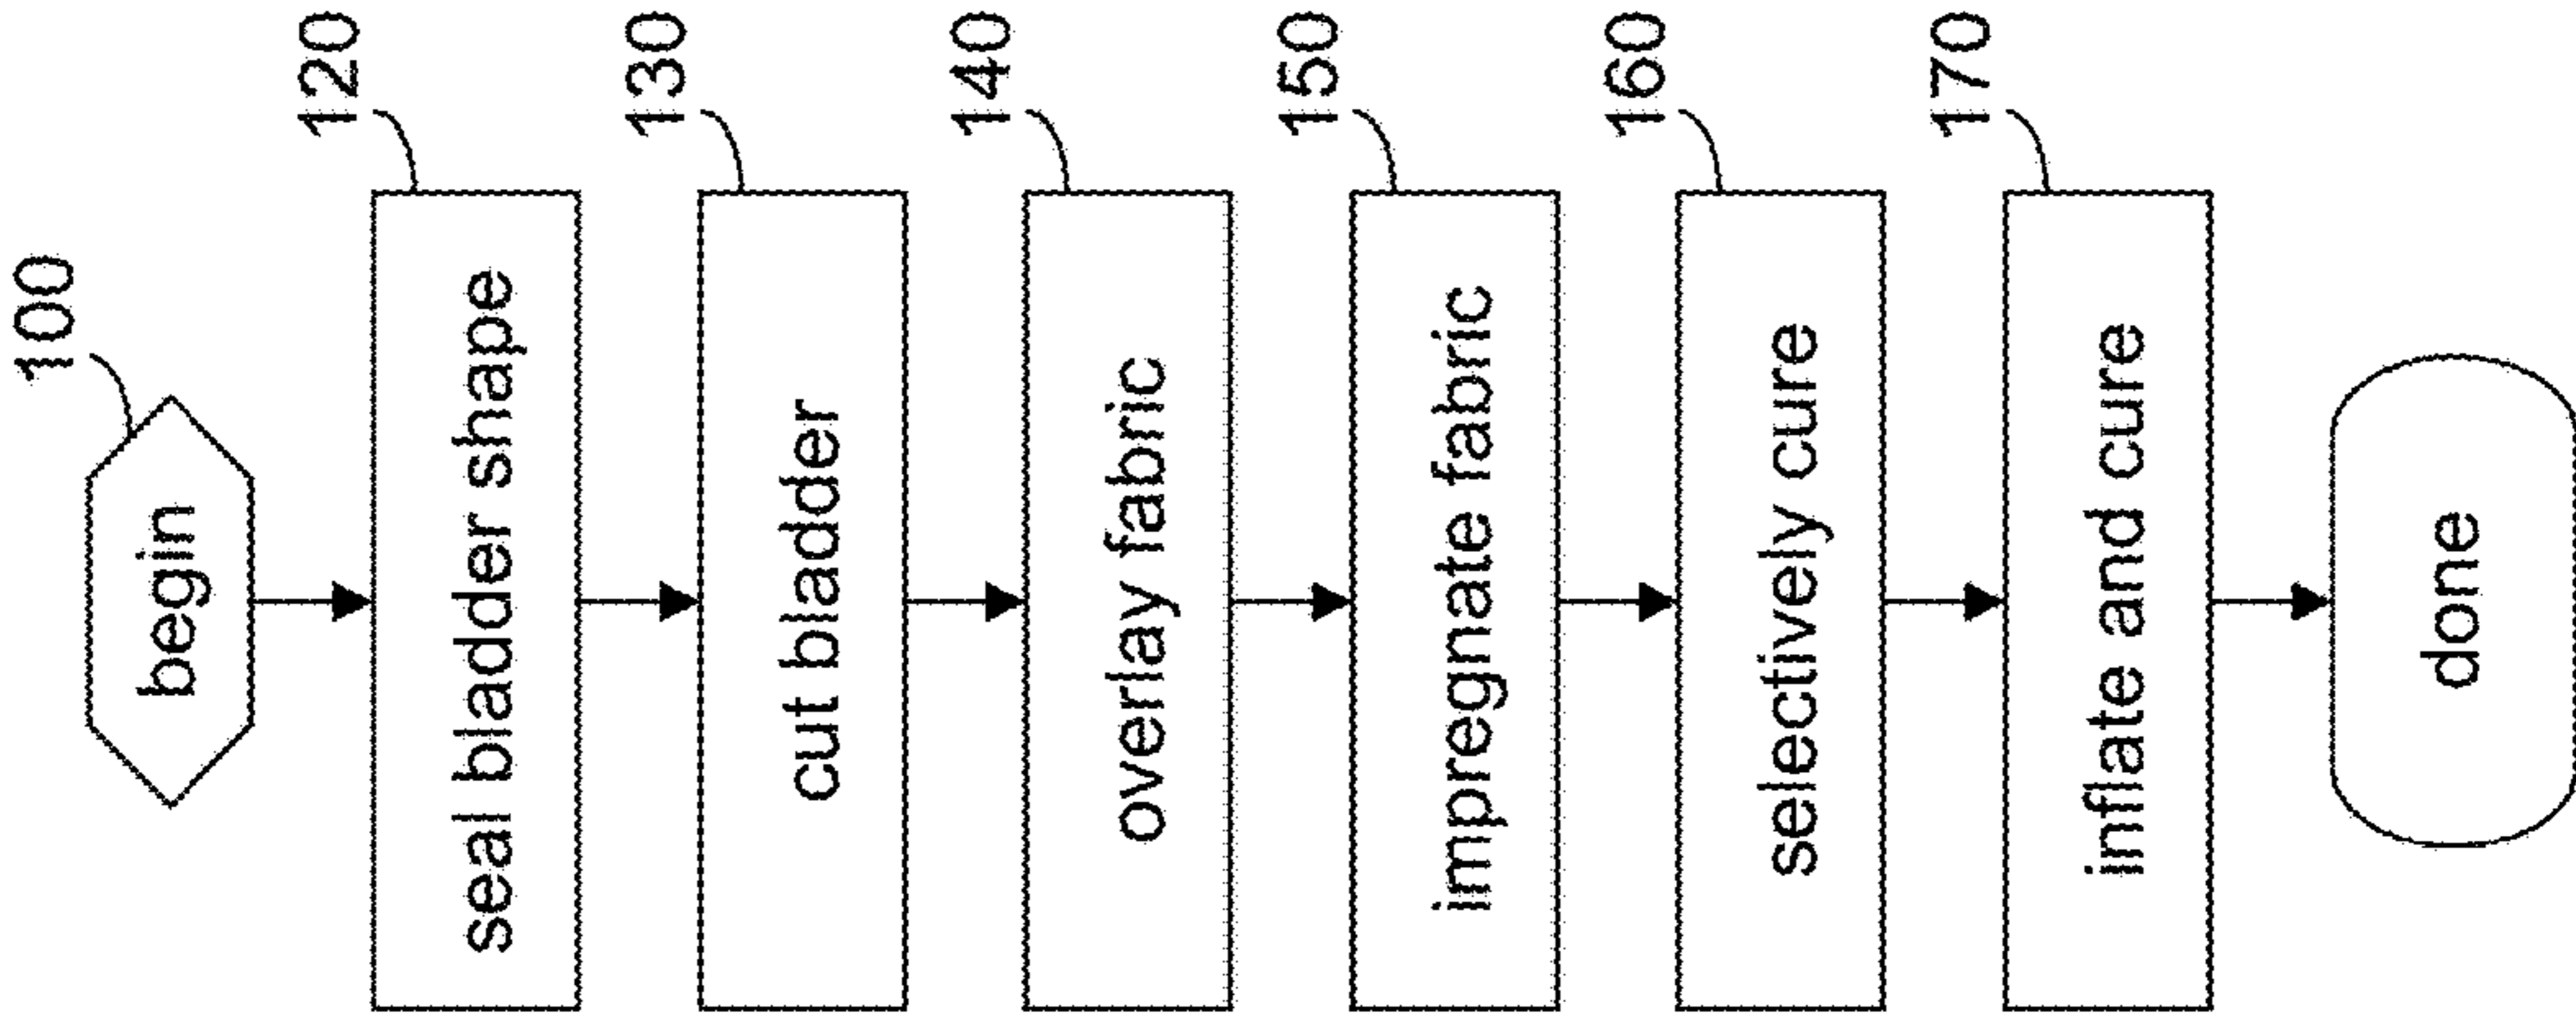 100
begin
120
seal bladder shape
130
cut bladder
140
overlay fabric
150
impregnate fabric
160
selectively cure
170
inflate and cure
done